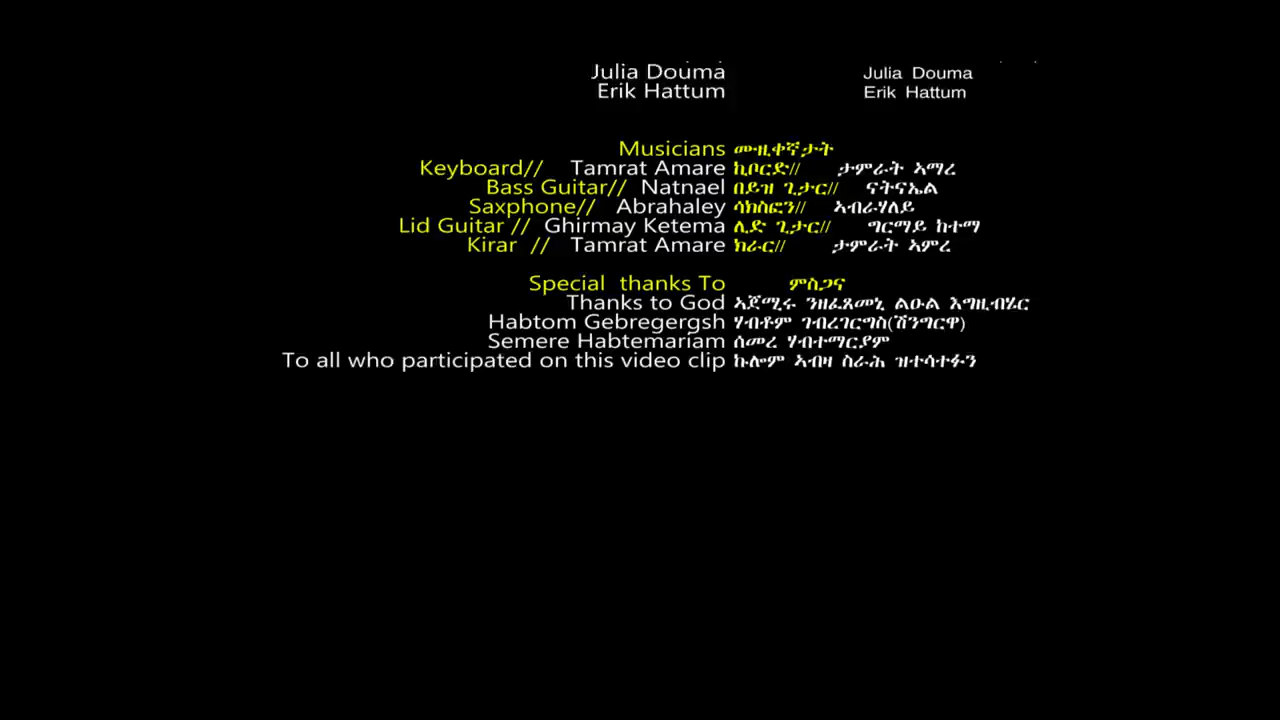 Julia Douma Julia Douma
Erik Hattum Erik Hattum
Musicians ሙዚቀኛታት
Keyboard// Tamrat Amare ኪቦርድ// ታምራት ኣማረ
Bass Guitar// Natnael በይዝ ጊታር// ናትናኤል
Saxphone// Abrahaley ሳክስፎን// ኣብራሃለይ
Lid Guitar // Ghirmay Ketema ሊድ ጊታር// ግርማይ ከተማ
Kirar // Tamrat Amare ክራር// ታምራት ኣምረ
Special thanks To ምስጋና
Thanks to God ኣጀሚሩ ንዘፈጸመኒ ልዑል እግዚብሄር
Habtom Gebregergsh ሃብቶም ገብረገርግስ(ሽንግርዋ)
Semere Habtemariam ሰመረ ሃብተማርያም
To all who participated on this video clip ኩሎም ኣብዛ ስራሕ ዝተሳተፉን